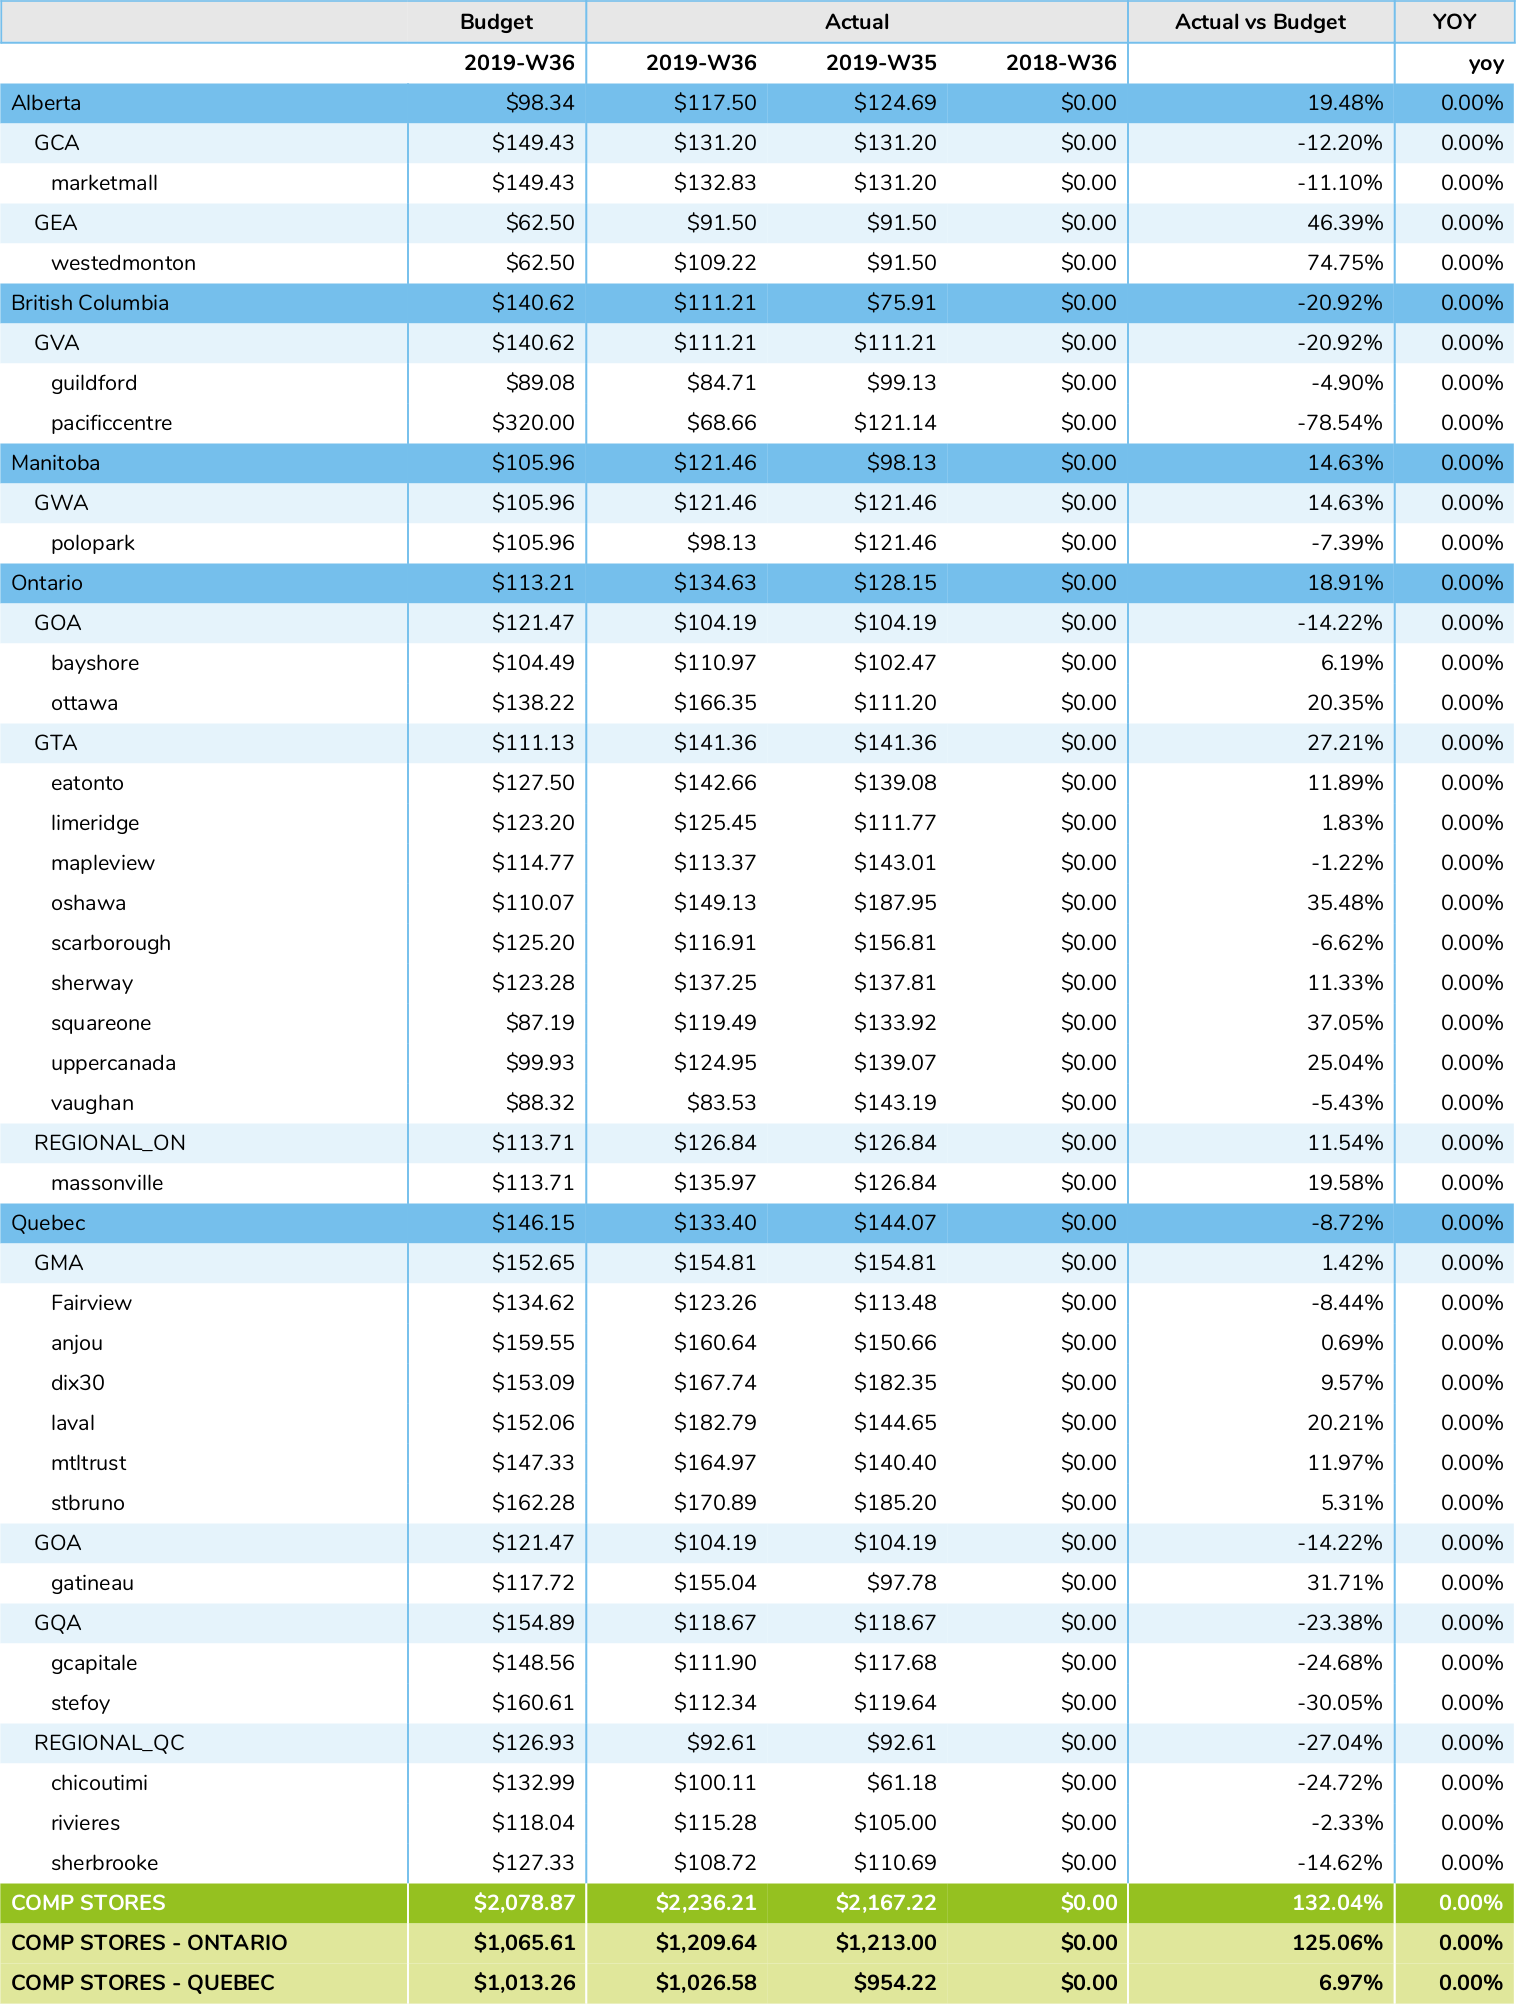 Budget Actual Actual vs Budget YOY
2019-W36 2019-W36 2019-W35 2018-W36 yoy
Alberta $98.34 $117.50 $124.69 $0.00 19.48% 0.00%
GCA $149.43 $131.20 $131.20 $0.00 -12.20% 0.00%
marketmall $149.43 $132.83 $131.20 $0.00 -11.10% 0.00%
GEA $62.50 $91.50 $91.50 $0.00 46.39% 0.00%
westedmonton $62.50 $109.22 $91.50 $0.00 74.75% 0.00%
British Columbia $140.62 $111.21 $75.91 $0.00 -20.92% 0.00%
GVA $140.62 $111.21 $111.21 $0.00 -20.92% 0.00%
guildford $89.08 $84.71 $99.13 $0.00 -4.90% 0.00%
pacificcentre $320.00 $68.66 $121.14 $0.00 -78.54% 0.00%
Manitoba $105.96 $121.46 $98.13 $0.00 14.63% 0.00%
GWA $105.96 $121.46 $121.46 $0.00 14.63% 0.00%
polopark $105.96 $98.13 $121.46 $0.00 -7.39% 0.00%
Ontario $113.21 $134.63 $128.15 $0.00 18.91% 0.00%
GOA $121.47 $104.19 $104.19 $0.00 -14.22% 0.00%
bayshore $104.49 $110.97 $102.47 $0.00 6.19% 0.00%
ottawa $138.22 $166.35 $111.20 $0.00 20.35% 0.00%
GTA $111.13 $141.36 $141.36 $0.00 27.21% 0.00%
eatonto $127.50 $142.66 $139.08 $0.00 11.89% 0.00%
limeridge $123.20 $125.45 $111.77 $0.00 1.83% 0.00%
mapleview $114.77 $113.37 $143.01 $0.00 -1.22% 0.00%
oshawa $110.07 $149.13 $187.95 $0.00 35.48% 0.00%
scarborough $125.20 $116.91 $156.81 $0.00 -6.62% 0.00%
sherway $123.28 $137.25 $137.81 $0.00 11.33% 0.00%
squareone $87.19 $119.49 $133.92 $0.00 37.05% 0.00%
uppercanada $99.93 $124.95 $139.07 $0.00 25.04% 0.00%
vaughan $88.32 $83.53 $143.19 $0.00 -5.43% 0.00%
REGIONAL_ON $113.71 $126.84 $126.84 $0.00 11.54% 0.00%
massonville $113.71 $135.97 $126.84 $0.00 19.58% 0.00%
Quebec $146.15 $133.40 $144.07 $0.00 -8.72% 0.00%
GMA $152.65 $154.81 $154.81 $0.00 1.42% 0.00%
Fairview $134.62 $123.26 $113.48 $0.00 -8.44% 0.00%
anjou $159.55 $160.64 $150.66 $0.00 0.69% 0.00%
dix30 $153.09 $167.74 $182.35 $0.00 9.57% 0.00%
laval $152.06 $182.79 $144.65 $0.00 20.21% 0.00%
mtltrust $147.33 $164.97 $140.40 $0.00 11.97% 0.00%
stbruno $162.28 $170.89 $185.20 $0.00 5.31% 0.00%
GOA $121.47 $104.19 $104.19 $0.00 -14.22% 0.00%
gatineau $117.72 $155.04 $97.78 $0.00 31.71% 0.00%
GQA $154.89 $118.67 $118.67 $0.00 -23.38% 0.00%
gcapitale $148.56 $111.90 $117.68 $0.00 -24.68% 0.00%
stefoy $160.61 $112.34 $119.64 $0.00 -30.05% 0.00%
REGIONAL_QC $126.93 $92.61 $92.61 $0.00 -27.04% 0.00%
chicoutimi $132.99 $100.11 $61.18 $0.00 -24.72% 0.00%
rivieres $118.04 $115.28 $105.00 $0.00 -2.33% 0.00%
sherbrooke $127.33 $108.72 $110.69 $0.00 -14.62% 0.00%
COMP STORES $2,078.87 $2,236.21 $2,167.22 $0.00 132.04% 0.00%
COMP STORES - ONTARIO $1,065.61 $1,209.64 $1,213.00 $0.00 125.06% 0.00%
COMP STORES - QUEBEC $1,013.26 $1,026.58 $954.22 $0.00 6.97% 0.00%